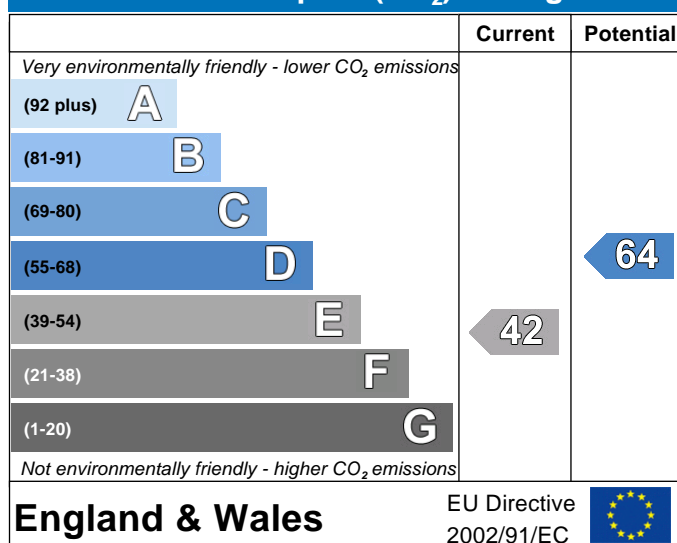 Current Potential
Very environmentally friendly - lower CO₂ emissions
(92 plus) A
(81-91) B
(69-80) C
(55-68) D 64
(39-54) E 42
(21-38) F
(1-20) G
Not environmentally friendly - higher CO₂ emissions
England & Wales
EU Directive
2002/91/EC